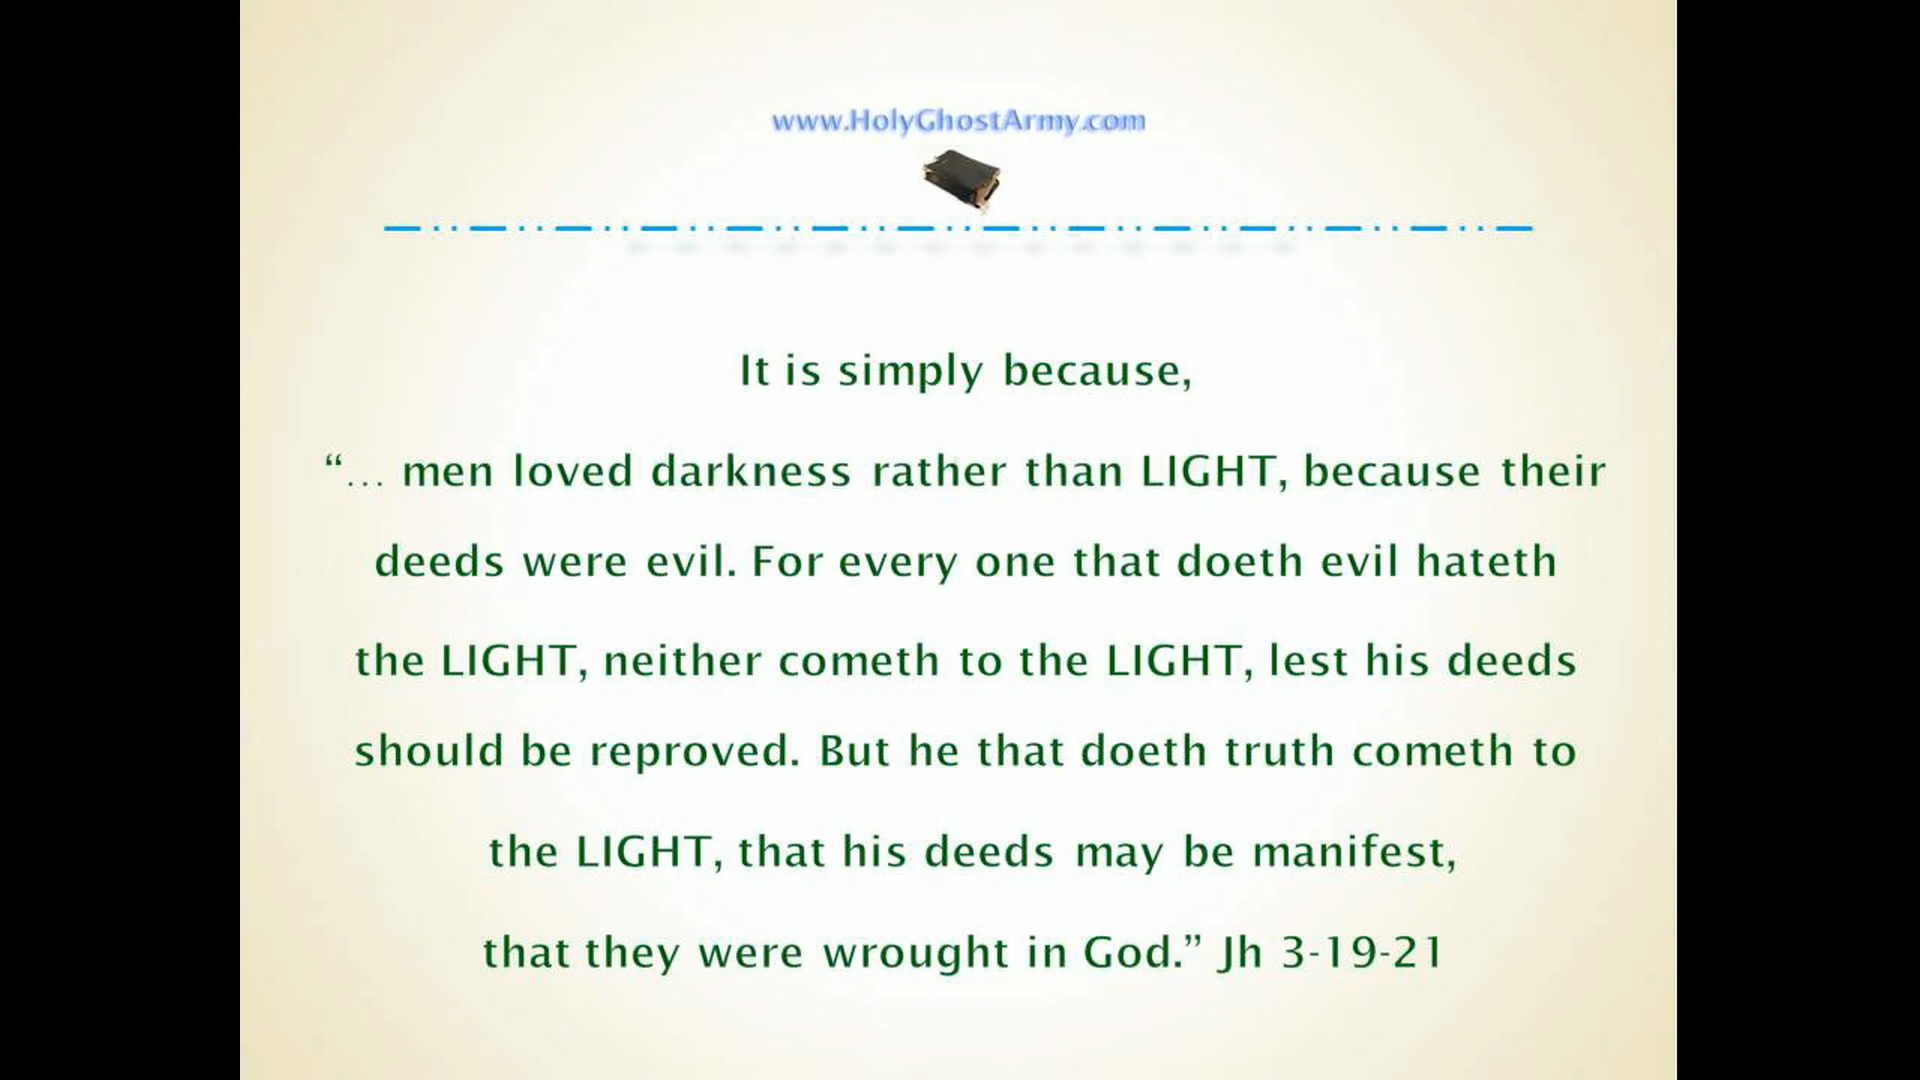 www.HolyGhostArmy.com
It is simply because,
“... men loved darkness rather than LIGHT, because their
deeds were evil. For every one that doeth evil hateth
the LIGHT, neither cometh to the LIGHT, lest his deeds
should be reproved. But he that doeth truth cometh to
the LIGHT, that his deeds may be manifest,
that they were wrought in God.” Jh 3-19-21